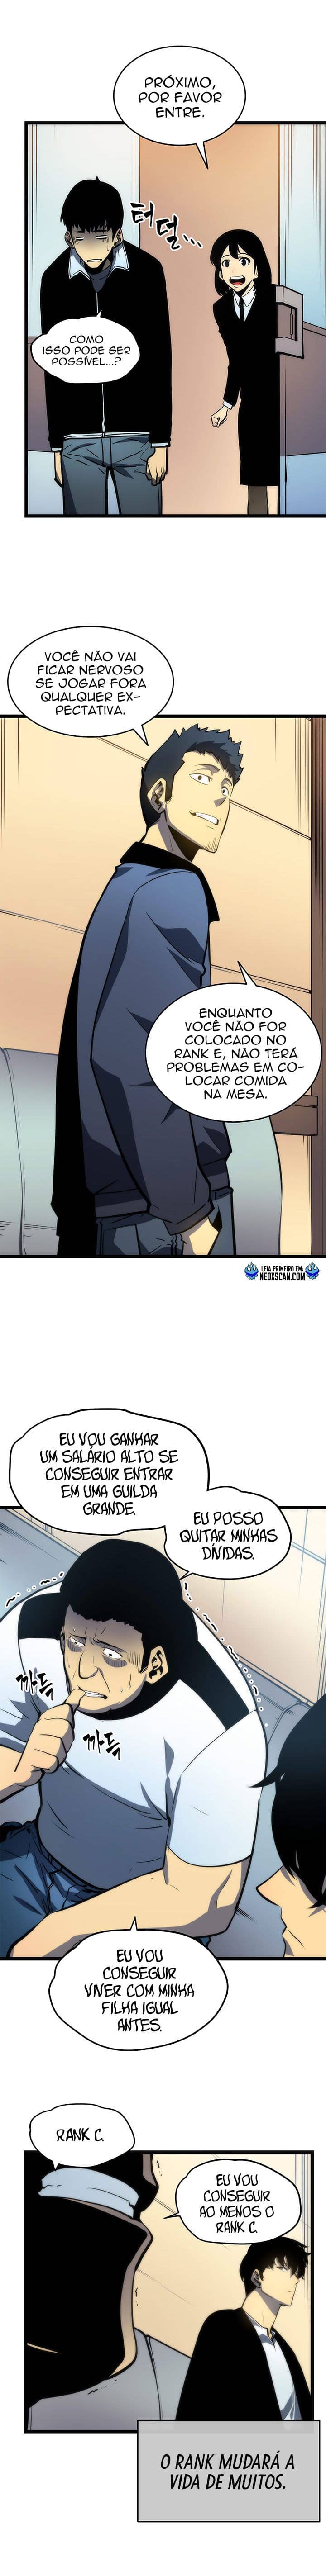 PRÓXIMO,
POR FAVOR
ENTRE.
터덜...
COMO
ISSO PODE SER
POSSÍVEL...?
VOCÊ NÃO VAI
FICAR NERVOSO
SE JOGAR FORA
QUALQUER EX-
PECTATIVA.
ENQUANTO
VOCÊ NÃO FOR
COLOCADO NO
RANK E, NÃO TERÁ
PROBLEMAS EM CO-
LOCAR COMIDA
NA MESA.
LEIA PRIMEIRO EM:
NEOXSCAN.COM
EU VOU GANHAR
UM SALÁRIO ALTO SE
CONSEGUIR ENTRAR
EM UMA GUILDA
GRANDE.
EU POSSO
QUITAR MINHAS
DÍVIDAS.
까득
까득
EU VOU
CONSEGUIR
VIVER COM MINHA
FILHA IGUAL
ANTES.
RANK C.
EU VOU
CONSEGUIR
AO MENOS O
RANK C.
O RANK MUDARÁ A
VIDA DE MUITOS.